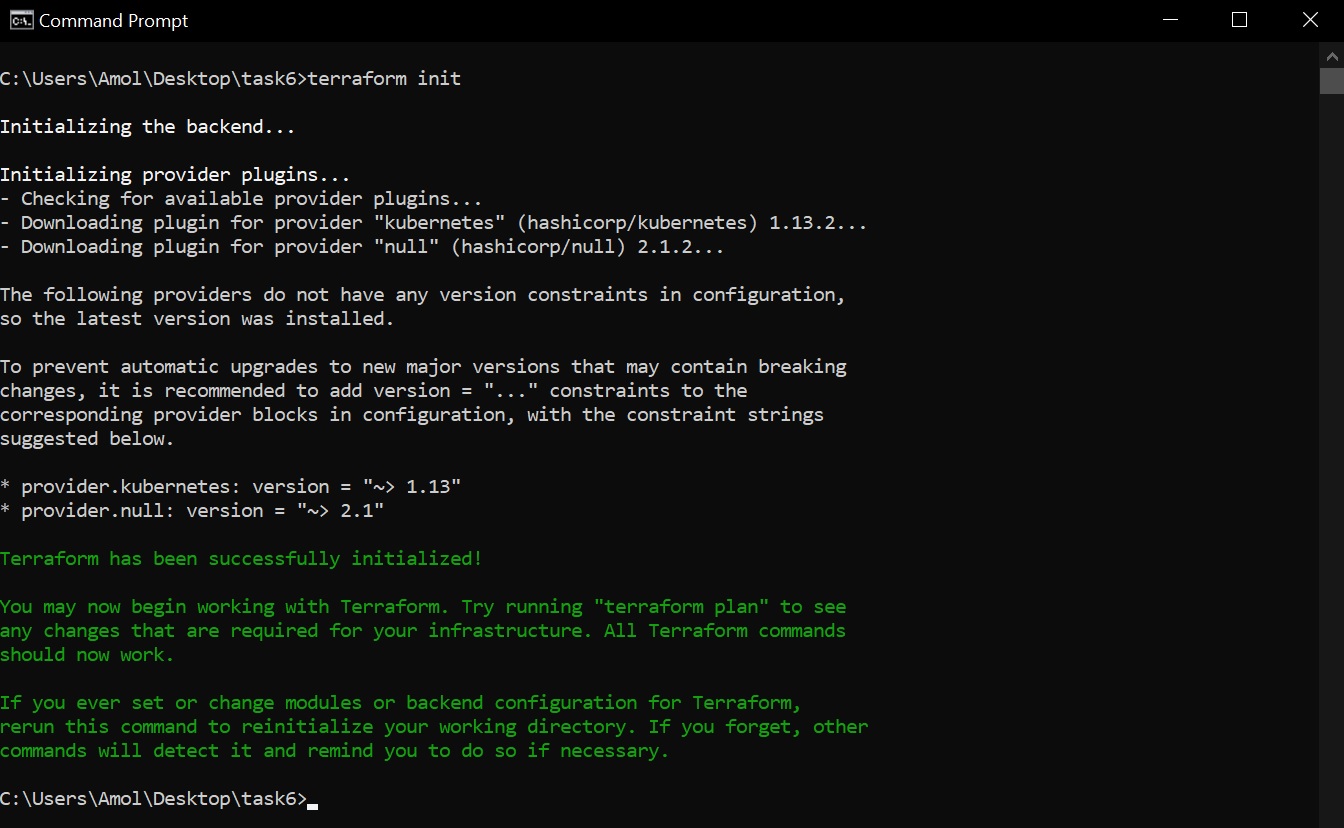 Command Prompt
C:\Users\Amol\Desktop\task6>terraform init
Initializing the backend...
Initializing provider plugins...
- Checking for available provider plugins...
- Downloading plugin for provider "kubernetes" (hashicorp/kubernetes) 1.13.2...
- Downloading plugin for provider "null" (hashicorp/null) 2.1.2...
The following providers do not have any version constraints in configuration,
so the latest version was installed.
To prevent automatic upgrades to new major versions that may contain breaking
changes, it is recommended to add version = "..." constraints to the
corresponding provider blocks in configuration, with the constraint strings
suggested below.
* provider.kubernetes: version = "~> 1.13"
* provider.null: version = "~> 2.1"
Terraform has been successfully initialized!
You may now begin working with Terraform. Try running "terraform plan" to see
any changes that are required for your infrastructure. All Terraform commands
should now work.
If you ever set or change modules or backend configuration for Terraform,
rerun this command to reinitialize your working directory. If you forget, other
commands will detect it and remind you to do so if necessary.
C:\Users\Amol\Desktop\task6>